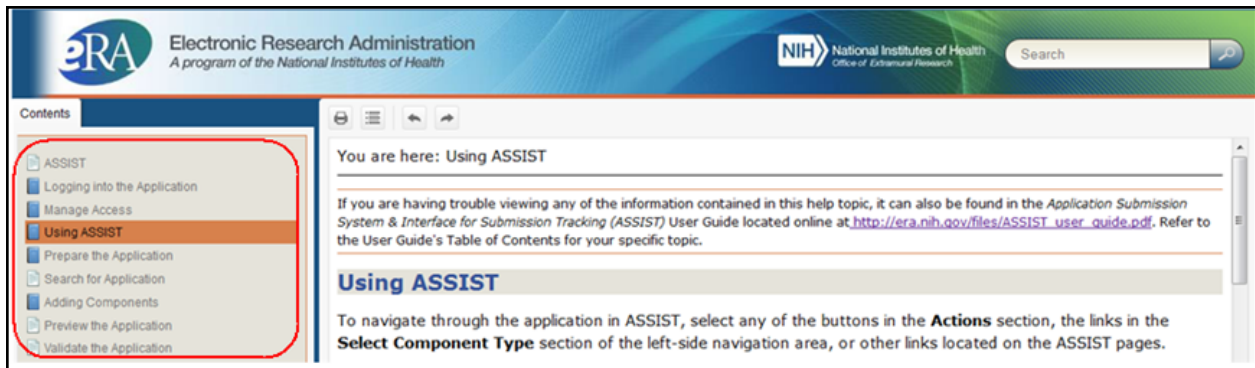 eRA
Electronic Research Administration
A program of the National Institutes of Health
NIH
National Institutes of Health
Office of Extramural Research
Search
Contents
ASSIST
Logging into the Application
Manage Access
Using ASSIST
Prepare the Application
Search for Application
Adding Components
Preview the Application
Validate the Application
You are here: Using ASSIST
If you are having trouble viewing any of the information contained in this help topic, it can also be found in the Application Submission
System & Interface for Submission Tracking (ASSIST) User Guide located online at http://era.nih.gov/files/ASSIST_user_guide.pdf. Refer to
the User Guide's Table of Contents for your specific topic.
Using ASSIST
To navigate through the application in ASSIST, select any of the buttons in the Actions section, the links in the
Select Component Type section of the left-side navigation area, or other links located on the ASSIST pages.